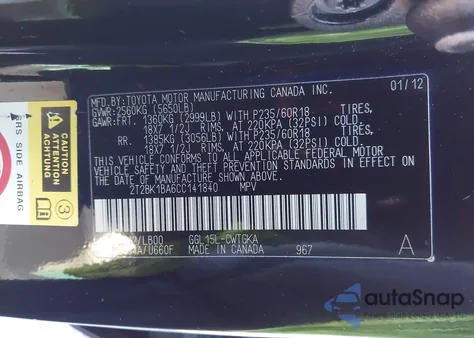 MFD. BY: TOYOTA MOTOR MANUFACTURING CANADA INC.
GVWR: 2560KG (5650LB) 01/12
GAWR: FRT. 1360KG (2999LB) WITH P235/60R18 TIRES,
18X7 1/2J RIMS, AT 220KPA (32PSI) COLD
RR. 1385KG (3055LB) WITH P235/60R18 TIRES,
18X7 1/2J RIMS, AT 220KPA (32PSI) COLD
THIS VEHICLE CONFORMS TO ALL APPLICABLE FEDERAL MOTOR
VEHICLE SAFETY AND THEFT PREVENTION STANDARDS IN EFFECT ON
THE DATE OF MANUFACTURE SHOWN ABOVE.
2T2BK1BA6CC141840 MPV
/LB00 GGL15L-CWTGKA
A/U660F MADE IN CANADA 967 A
SRS SIDE AIRBAG
CAUTION
ATTENTION
autoSnap